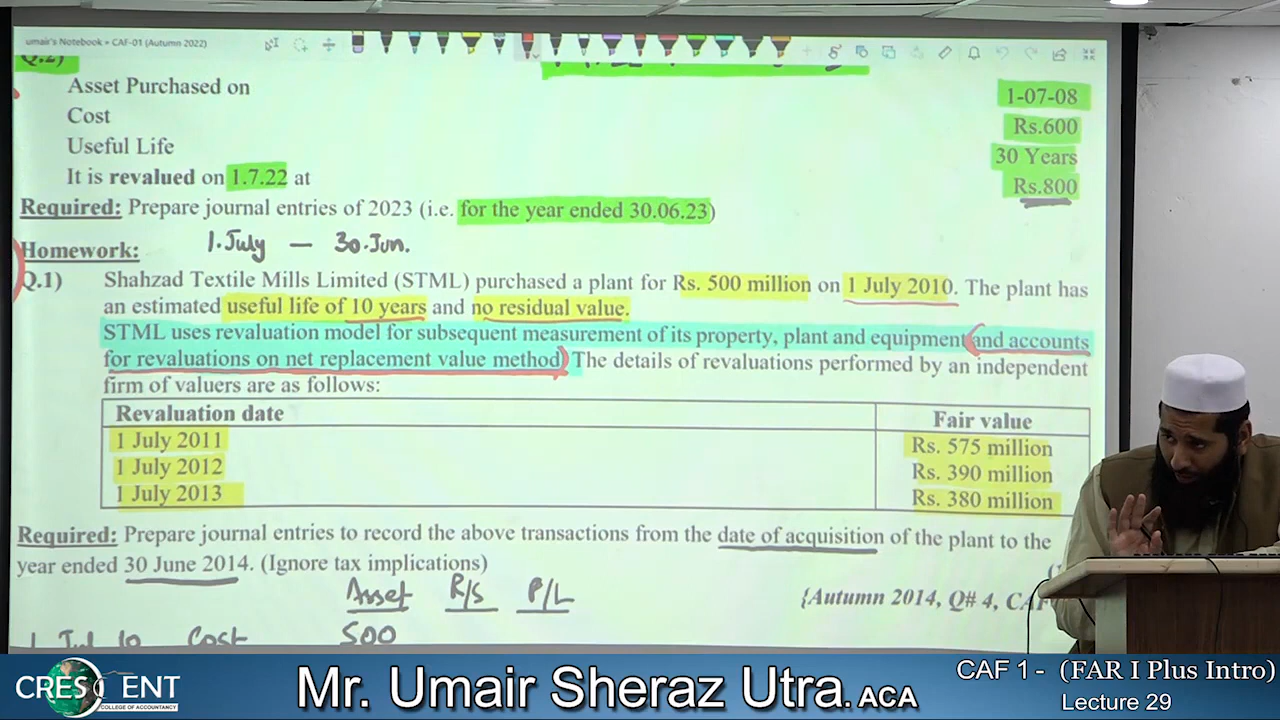 umair's Notebook » CAF-01 (Autumn 2022)
Q.2)
Asset Purchased on 1-07-08
Cost Rs.600
Useful Life 30 Years
It is revalued on 1.7.22 at Rs.800
Required: Prepare journal entries of 2023 (i.e. for the year ended 30.06.23)
Homework: 1.July — 30.Jun.
Q.1) Shahzad Textile Mills Limited (STML) purchased a plant for Rs. 500 million on 1 July 2010. The plant has
an estimated useful life of 10 years and no residual value.
STML uses revaluation model for subsequent measurement of its property, plant and equipment and accounts
for revaluations on net replacement value method. The details of revaluations performed by an independent
firm of valuers are as follows:
Revaluation date Fair value
1 July 2011 Rs. 575 million
1 July 2012 Rs. 390 million
1 July 2013 Rs. 380 million
Required: Prepare journal entries to record the above transactions from the date of acquisition of the plant to the
year ended 30 June 2014. (Ignore tax implications)
{Autumn 2014, Q# 4, CAF
Asset R/S P/L
1 Jul 10 Cost 500
CRESCENT
COLLEGE OF ACCOUNTANCY
Mr. Umair Sheraz Utra. ACA
CAF 1 - (FAR I Plus Intro)
Lecture 29